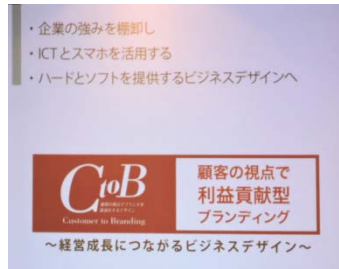 ・企業の強みを棚卸し
・ICTとスマホを活用する
・ハードとソフトを提供するビジネスデザインへ
CtoB
Customer to Branding
顧客の視点で
利益貢献型
ブランディング
～経営成長につながるビジネスデザイン～